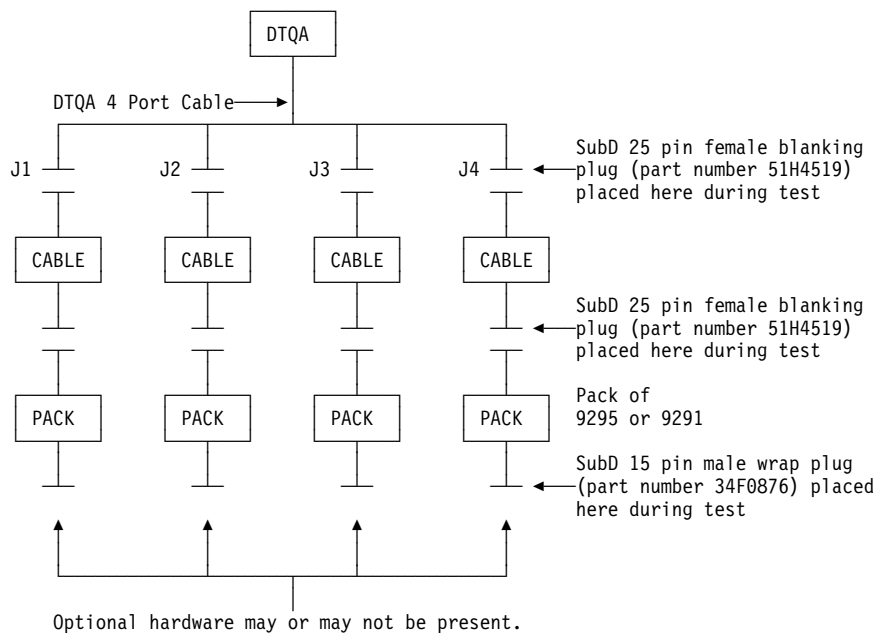 DTQA
DTQA 4 Port Cable
J1
J2
J3
J4
SubD 25 pin female blanking
plug (part number 51H4519)
placed here during test
CABLE
CABLE
CABLE
CABLE
SubD 25 pin female blanking
plug (part number 51H4519)
placed here during test
PACK
PACK
PACK
PACK
Pack of
9295 or 9291
SubD 15 pin male wrap plug
(part number 34F0876) placed
here during test
Optional hardware may or may not be present.